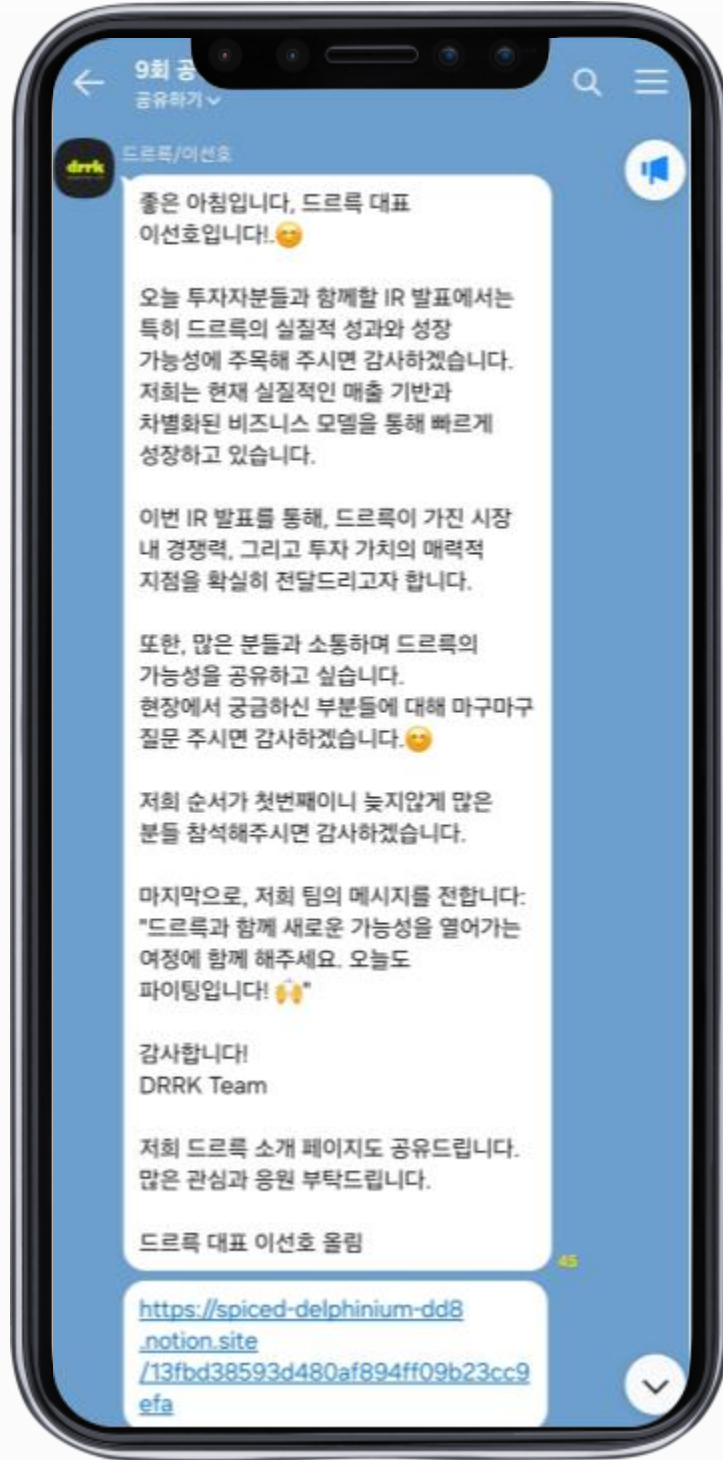 9회 공
공유하기
drrk
드르륵/이선호
좋은 아침입니다, 드르륵 대표
이선호입니다!.😊
오늘 투자자분들과 함께할 IR 발표에서는
특히 드르륵의 실질적 성과와 성장
가능성에 주목해 주시면 감사하겠습니다.
저희는 현재 실질적인 매출 기반과
차별화된 비즈니스 모델을 통해 빠르게
성장하고 있습니다.
이번 IR 발표를 통해, 드르륵이 가진 시장
내 경쟁력, 그리고 투자 가치의 매력적
지점을 확실히 전달드리고자 합니다.
또한, 많은 분들과 소통하며 드르륵의
가능성을 공유하고 싶습니다.
현장에서 궁금하신 부분들에 대해 마구마구
질문 주시면 감사하겠습니다.😊
저희 순서가 첫번째이니 늦지않게 많은
분들 참석해주시면 감사하겠습니다.
마지막으로, 저희 팀의 메시지를 전합니다:
"드르륵과 함께 새로운 가능성을 열어가는
여정에 함께 해주세요. 오늘도
파이팅입니다! 🙌"
감사합니다!
DRRK Team
저희 드르륵 소개 페이지도 공유드립니다.
많은 관심과 응원 부탁드립니다.
드르륵 대표 이선호 올림
45
https://spiced-delphinium-dd8
.notion.site
/13fbd38593d480af894ff09b23cc9
efa